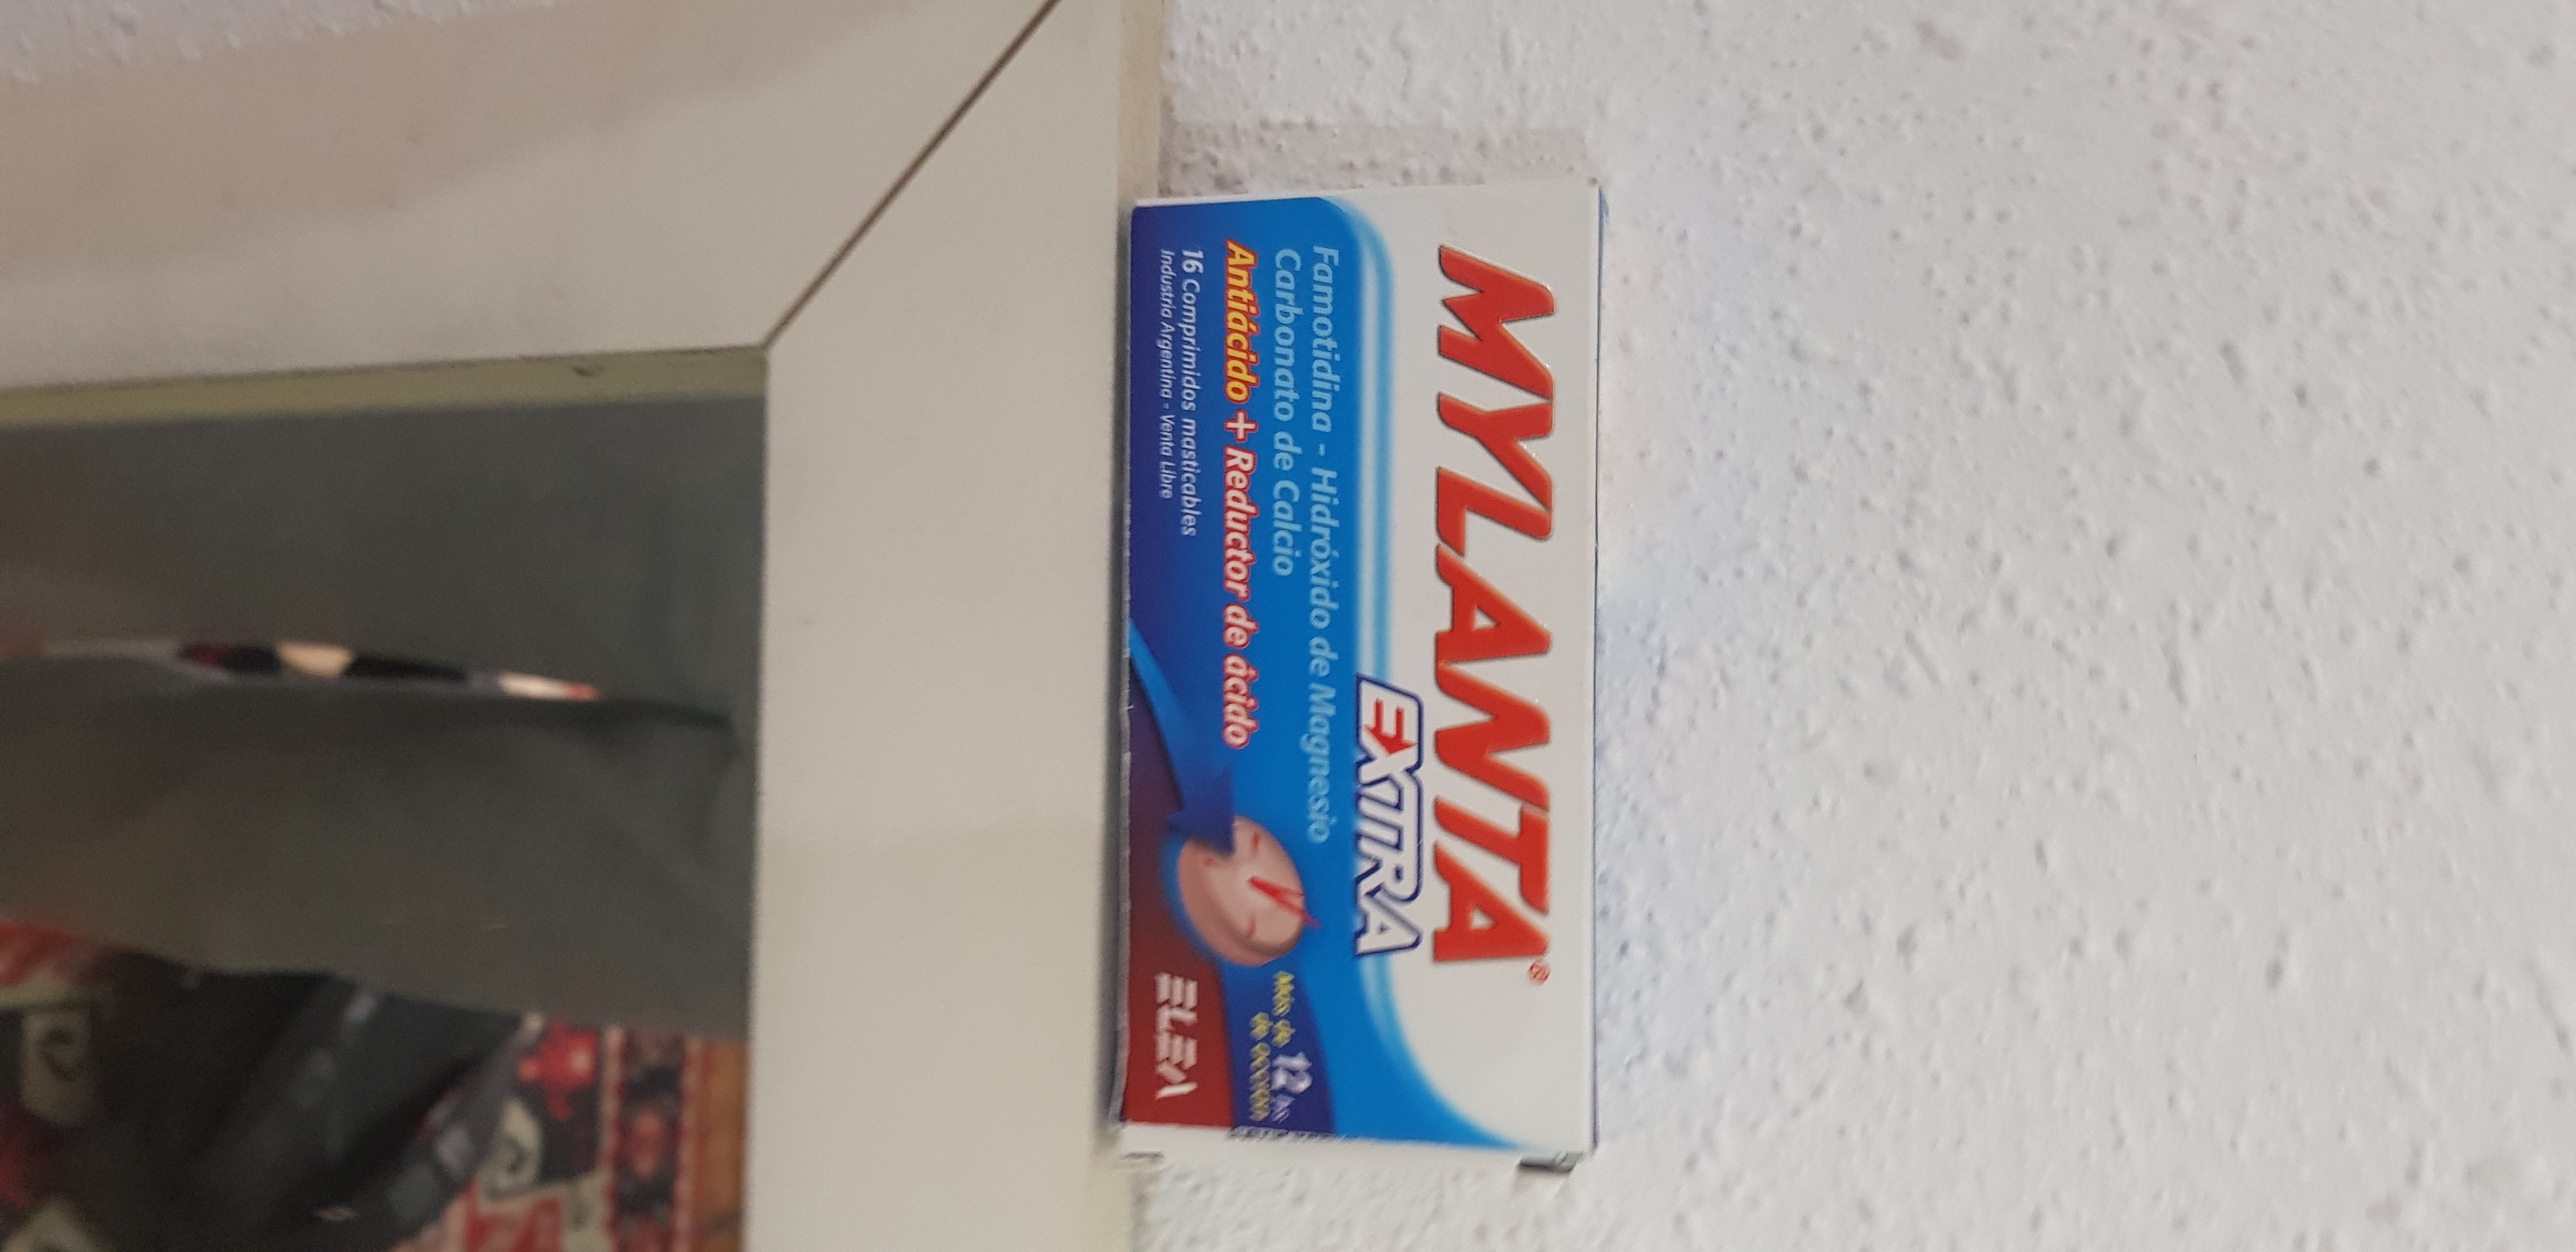 MYLANTA®
EXTRA
Famotidina - Hidróxido de Magnesio
Carbonato de Calcio
Antiácido + Reductor de ácido
16 Comprimidos masticables
Industria Argentina - Venta Libre
Más de 12 hs
de acción
ELEA